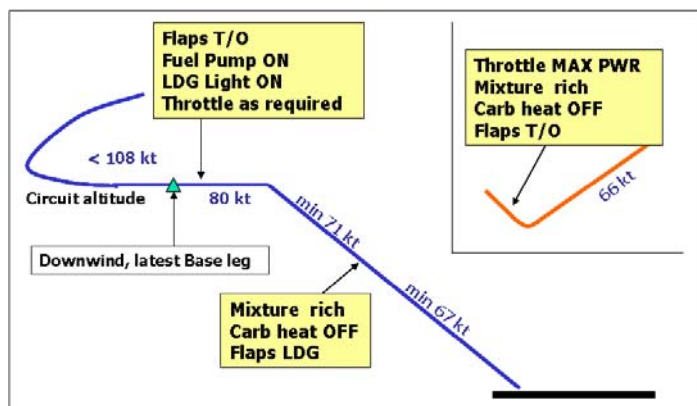 Flaps T/O
Fuel Pump ON
LDG Light ON
Throttle as required
< 108 kt
Circuit altitude
80 kt
Downwind, latest Base leg
min 71 kt
min 67 kt
Mixture rich
Carb heat OFF
Flaps LDG
Throttle MAX PWR
Mixture rich
Carb heat OFF
Flaps T/O
66 kt